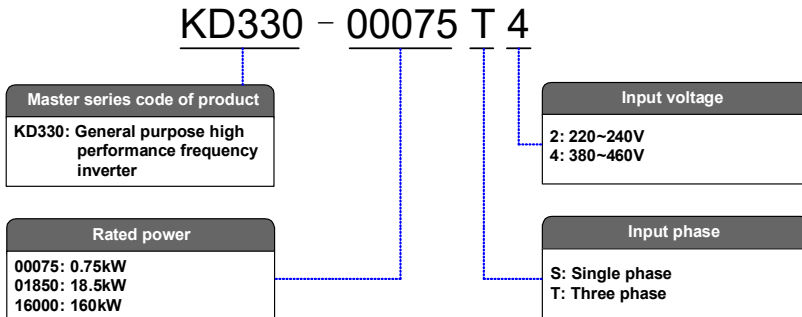 KD330 - 00075 T 4
Master series code of product
KD330: General purpose high
performance frequency
inverter
Input voltage
2: 220~240V
4: 380~460V
Rated power
00075: 0.75kW
01850: 18.5kW
16000: 160kW
Input phase
S: Single phase
T: Three phase